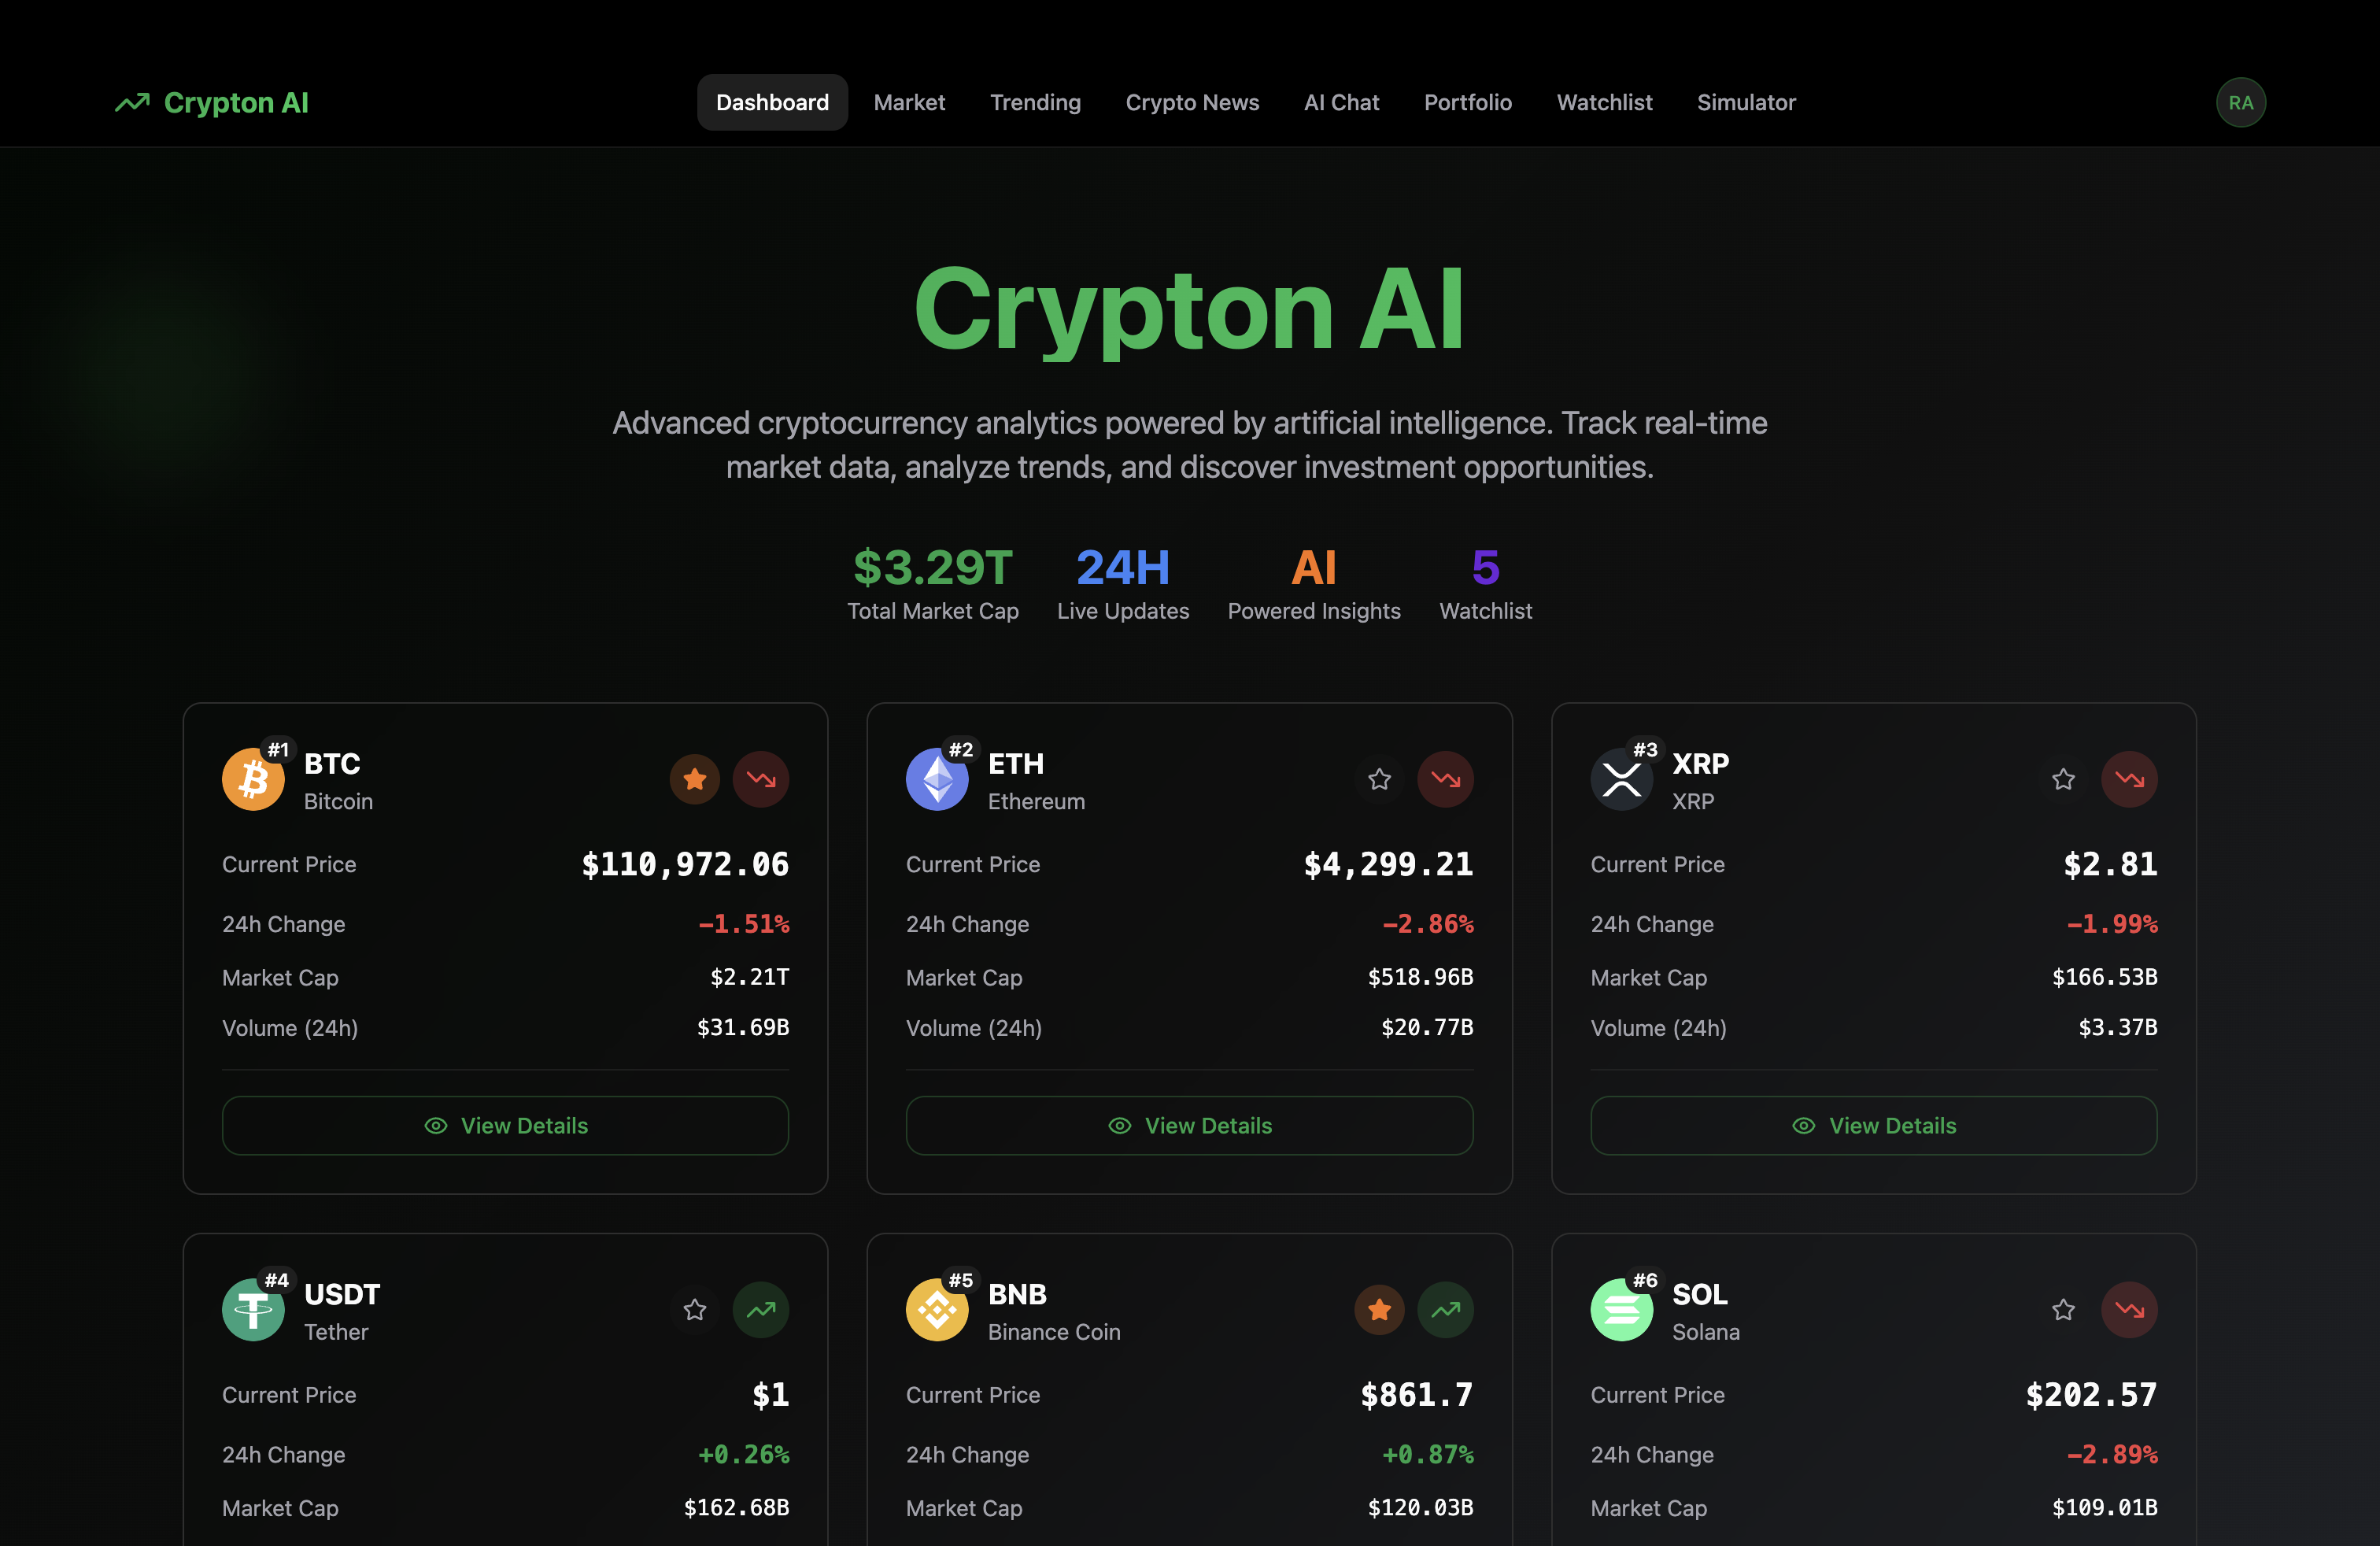 Crypton AI
Dashboard Market Trending Crypto News AI Chat Portfolio Watchlist Simulator
RA
Crypton AI
Advanced cryptocurrency analytics powered by artificial intelligence. Track real-time
market data, analyze trends, and discover investment opportunities.
$3.29T 24H AI 5
Total Market Cap Live Updates Powered Insights Watchlist
#1
BTC
Bitcoin
Current Price $110,972.06
24h Change -1.51%
Market Cap $2.21T
Volume (24h) $31.69B
View Details
#2
ETH
Ethereum
Current Price $4,299.21
24h Change -2.86%
Market Cap $518.96B
Volume (24h) $20.77B
View Details
#3
XRP
XRP
Current Price $2.81
24h Change -1.99%
Market Cap $166.53B
Volume (24h) $3.37B
View Details
#4
USDT
Tether
Current Price $1
24h Change +0.26%
Market Cap $162.68B
#5
BNB
Binance Coin
Current Price $861.7
24h Change +0.87%
Market Cap $120.03B
#6
SOL
Solana
Current Price $202.57
24h Change -2.89%
Market Cap $109.01B